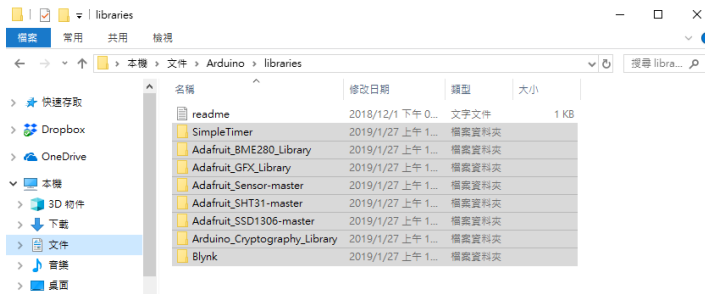 libraries
檔案 常用 共用 檢視
本機 > 文件 > Arduino > libraries 搜尋 libra...
名稱 修改日期 類型 大小
快速存取
Dropbox
OneDrive
本機
3D 物件
下載
文件
音樂
桌面
readme 2018/12/1 下午 0... 文字文件 1 KB
SimpleTimer 2019/1/27 上午 1... 檔案資料夾
Adafruit_BME280_Library 2019/1/27 上午 1... 檔案資料夾
Adafruit_GFX_Library 2019/1/27 上午 1... 檔案資料夾
Adafruit_Sensor-master 2019/1/27 上午 1... 檔案資料夾
Adafruit_SHT31-master 2019/1/27 上午 1... 檔案資料夾
Adafruit_SSD1306-master 2019/1/27 上午 1... 檔案資料夾
Arduino_Cryptography_Library 2019/1/27 上午 1... 檔案資料夾
Blynk 2019/1/27 上午 1... 檔案資料夾